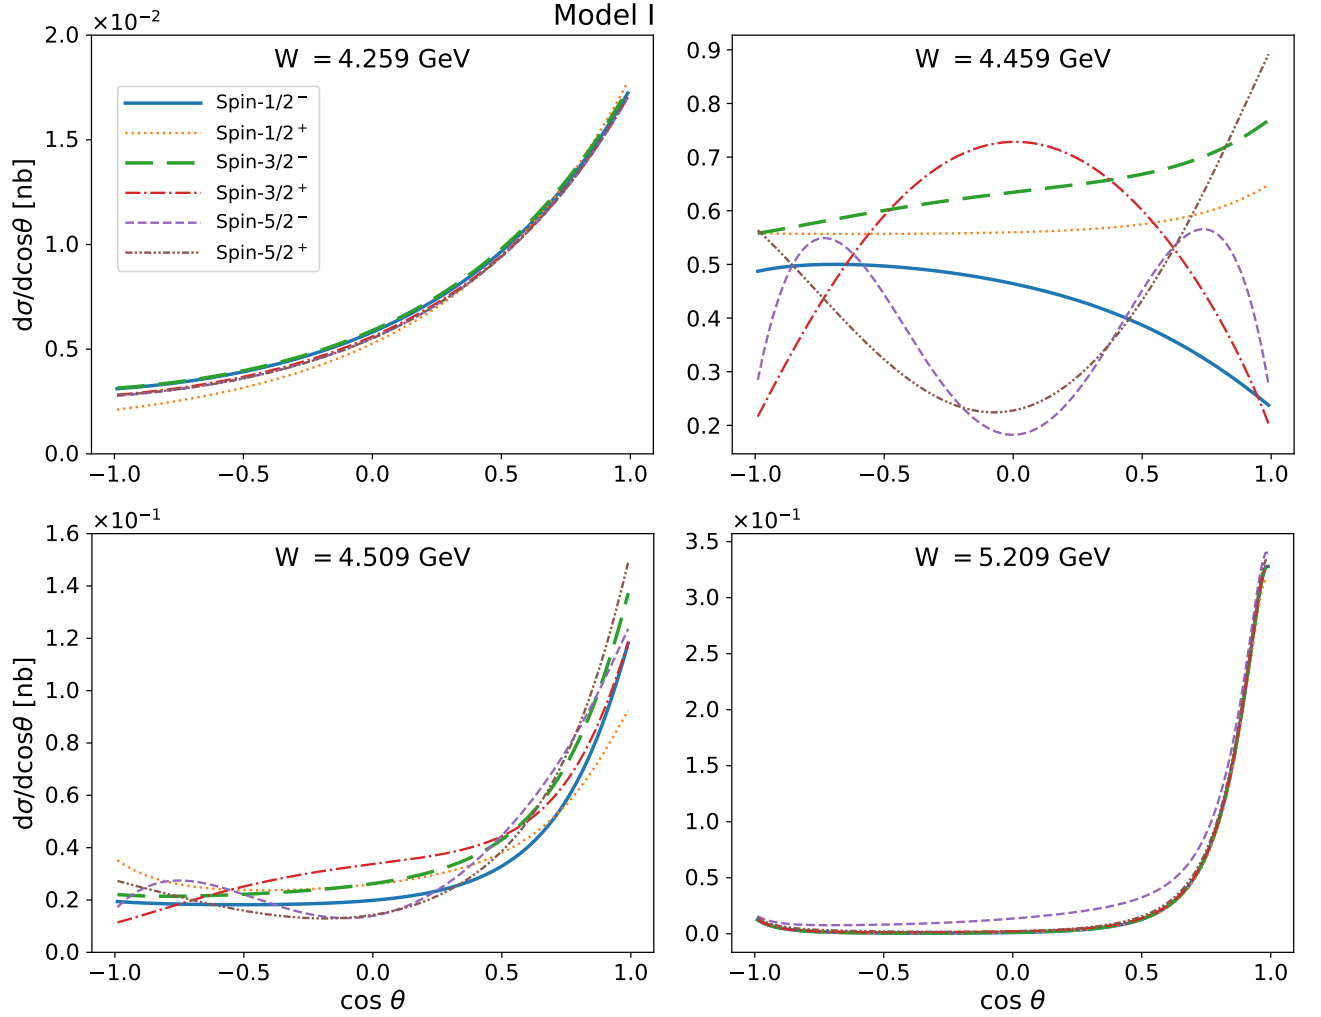 Model I
×10⁻²
W = 4.259 GeV
Spin-1/2⁻
Spin-1/2⁺
Spin-3/2⁻
Spin-3/2⁺
Spin-5/2⁻
Spin-5/2⁺
dσ/dcosθ [nb]
2.0
1.5
1.0
0.5
0.0
−1.0 −0.5 0.0 0.5 1.0
W = 4.459 GeV
0.9
0.8
0.7
0.6
0.5
0.4
0.3
0.2
−1.0 −0.5 0.0 0.5 1.0
×10⁻¹
W = 4.509 GeV
dσ/dcosθ [nb]
1.6
1.4
1.2
1.0
0.8
0.6
0.4
0.2
0.0
−1.0 −0.5 0.0 0.5 1.0
cos θ
×10⁻¹
W = 5.209 GeV
3.5
3.0
2.5
2.0
1.5
1.0
0.5
0.0
−1.0 −0.5 0.0 0.5 1.0
cos θ